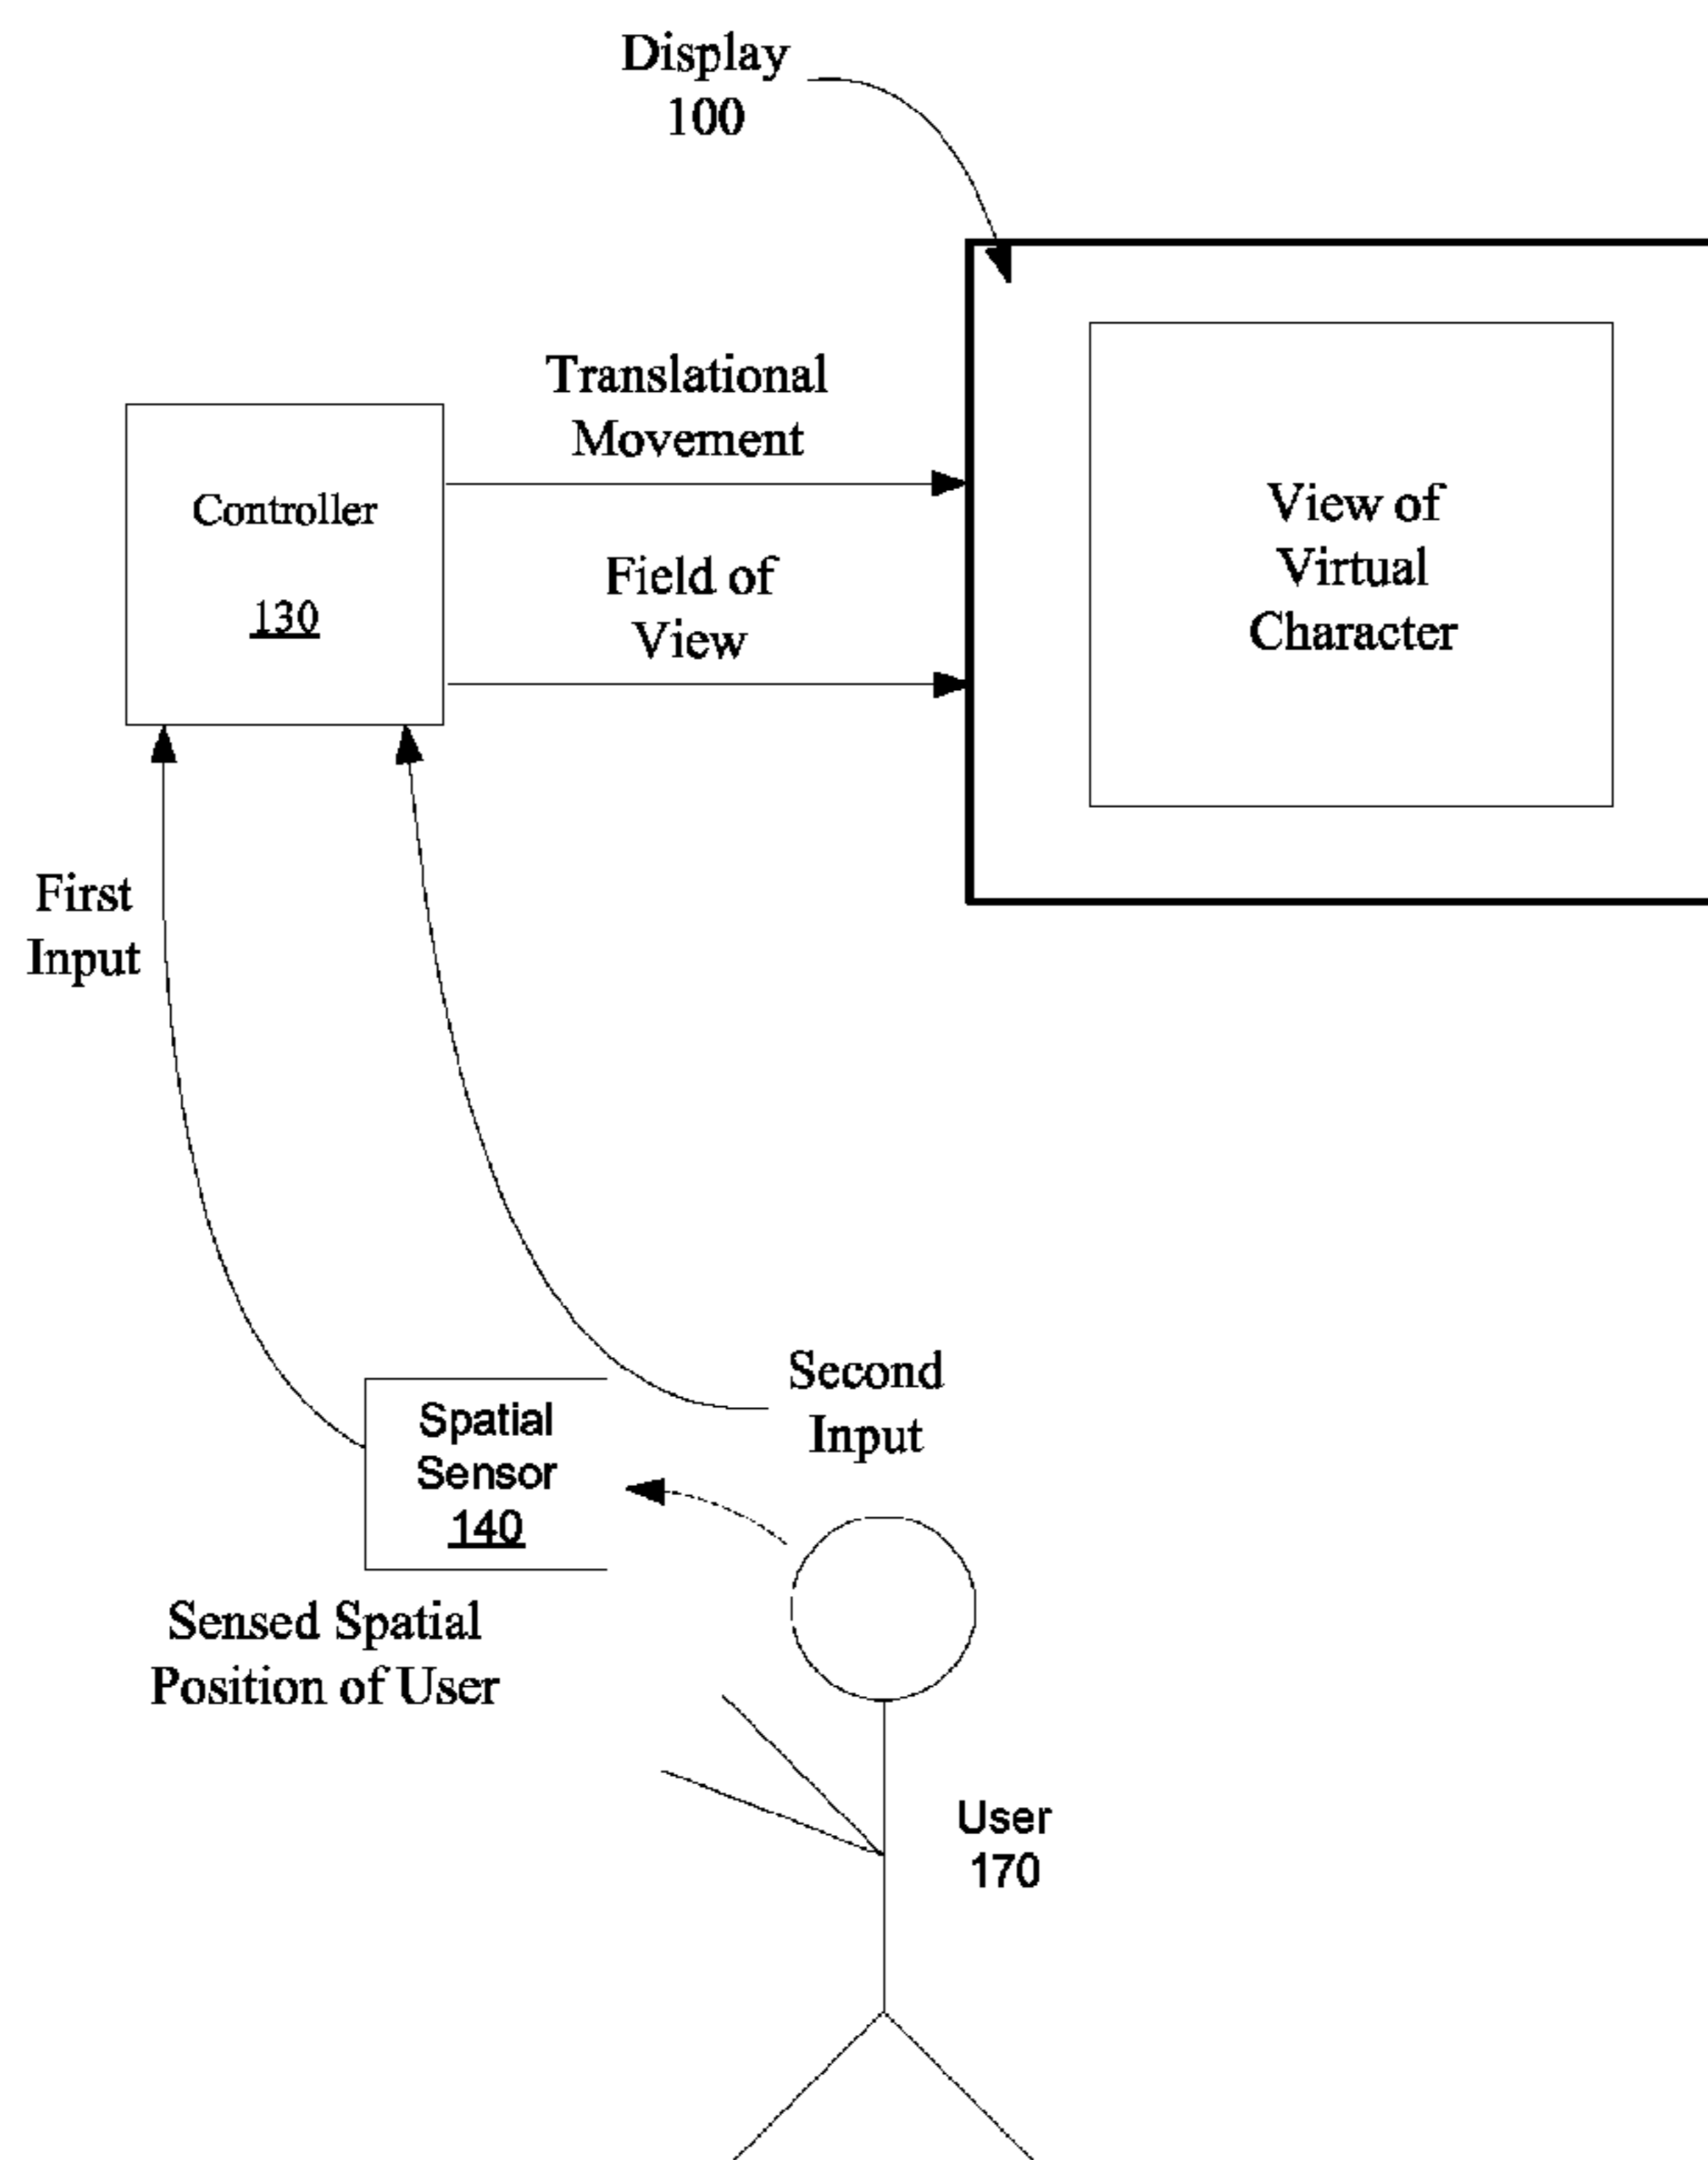 Display
100
Translational
Movement
Controller
130
Field of
View
View of
Virtual
Character
First
Input
Second
Input
Spatial
Sensor
140
Sensed Spatial
Position of User
User
170